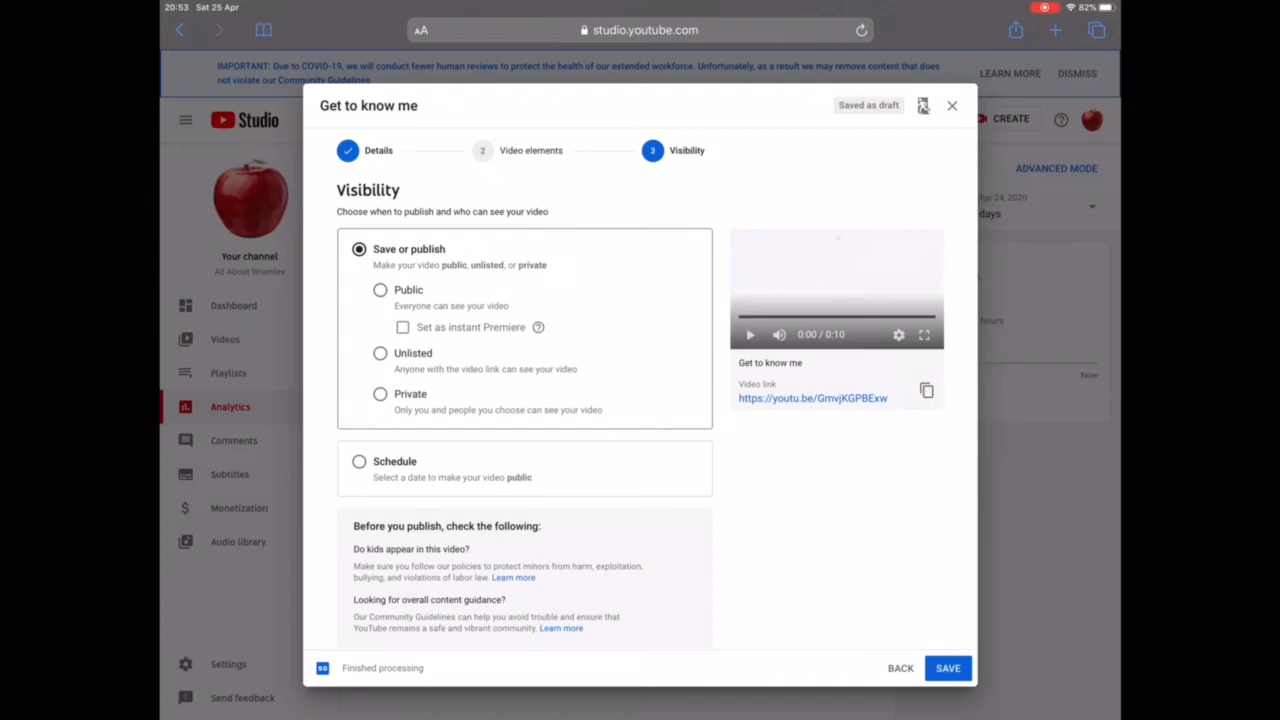 20:53 Sat 25 Apr
82%
AA
studio.youtube.com
IMPORTANT: Due to COVID-19, we will conduct fewer human reviews to protect the health of our extended workforce. Unfortunately, as a result we may remove content that does
not violate our Community Guidelines
LEARN MORE
DISMISS
Studio
CREATE
Get to know me
Saved as draft
Details
2
Video elements
3
Visibility
ADVANCED MODE
Apr 24, 2020
days
Visibility
Choose when to publish and who can see your video
Save or publish
Make your video public, unlisted, or private
Public
Everyone can see your video
Set as instant Premiere
Unlisted
Anyone with the video link can see your video
Private
Only you and people you choose can see your video
0:00 / 0:10
Get to know me
Video link
https://youtu.be/GmvjKGPBExw
hours
Now
Your channel
All About Wremlex
Dashboard
Videos
Playlists
Analytics
Comments
Subtitles
Monetization
Audio library
Settings
Send feedback
Schedule
Select a date to make your video public
Before you publish, check the following:
Do kids appear in this video?
Make sure you follow our policies to protect minors from harm, exploitation,
bullying, and violations of labor law. Learn more
Looking for overall content guidance?
Our Community Guidelines can help you avoid trouble and ensure that
YouTube remains a safe and vibrant community. Learn more
SD
Finished processing
BACK
SAVE